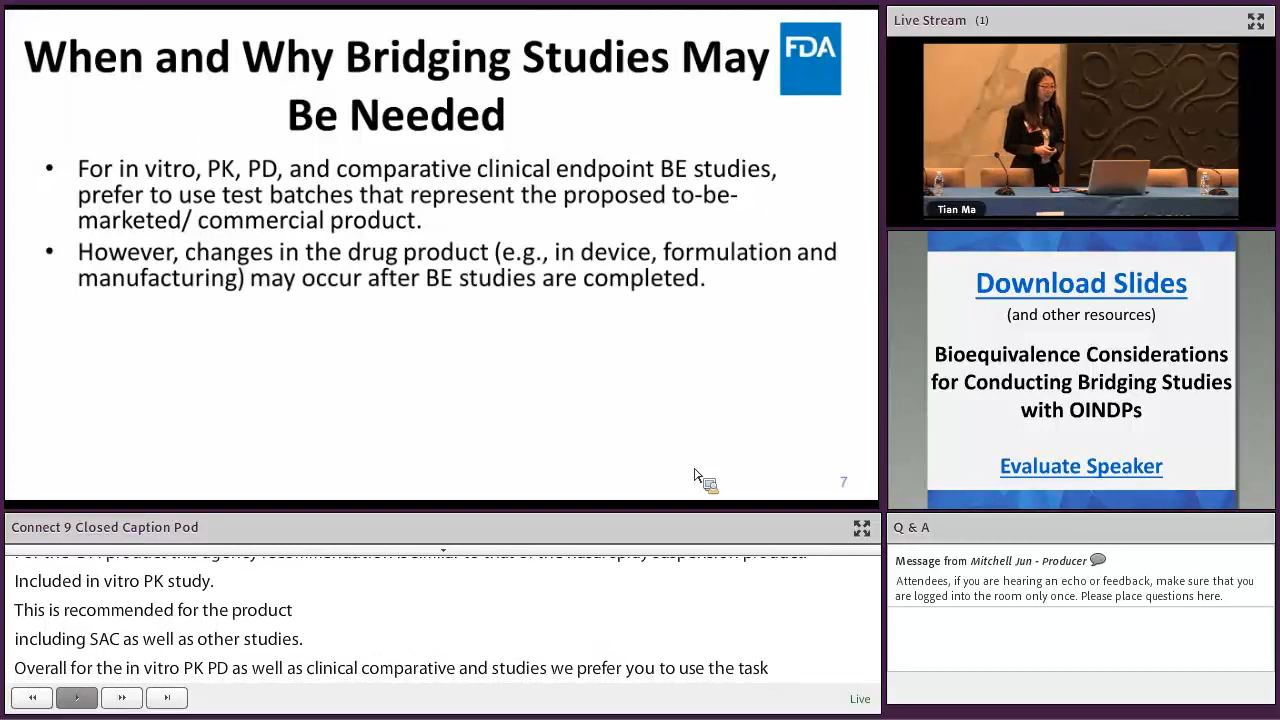 When and Why Bridging Studies May
Be Needed
FDA
• For in vitro, PK, PD, and comparative clinical endpoint BE studies,
prefer to use test batches that represent the proposed to-be-
marketed/ commercial product.
• However, changes in the drug product (e.g., in device, formulation and
manufacturing) may occur after BE studies are completed.
7
Live Stream (1)
Tian Ma
Download Slides
(and other resources)
Bioequivalence Considerations
for Conducting Bridging Studies
with OINDPs
Evaluate Speaker
Connect 9 Closed Caption Pod
Included in vitro PK study.
This is recommended for the product
including SAC as well as other studies.
Overall for the in vitro PK PD as well as clinical comparative and studies we prefer you to use the task
Live
Q & A
Message from Mitchell Jun - Producer
Attendees, if you are hearing an echo or feedback, make sure that you
are logged into the room only once. Please place questions here.